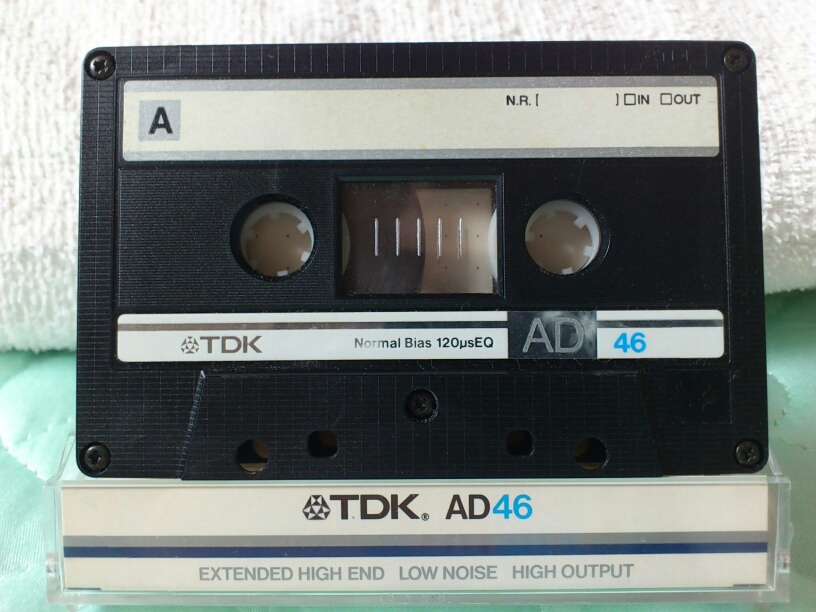 A
N.R. [ ] □IN □OUT
TDK Normal Bias 120µsEQ AD 46
TDK® AD46
EXTENDED HIGH END LOW NOISE HIGH OUTPUT